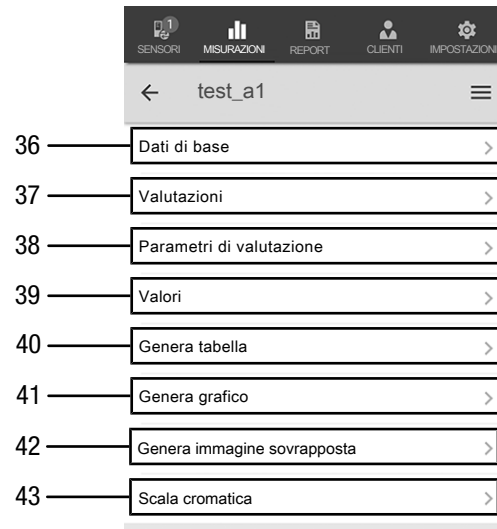 1
SENSORI MISURAZIONI REPORT CLIENTI IMPOSTAZIONI
test_a1
36 Dati di base
37 Valutazioni
38 Parametri di valutazione
39 Valori
40 Genera tabella
41 Genera grafico
42 Genera immagine sovrapposta
43 Scala cromatica